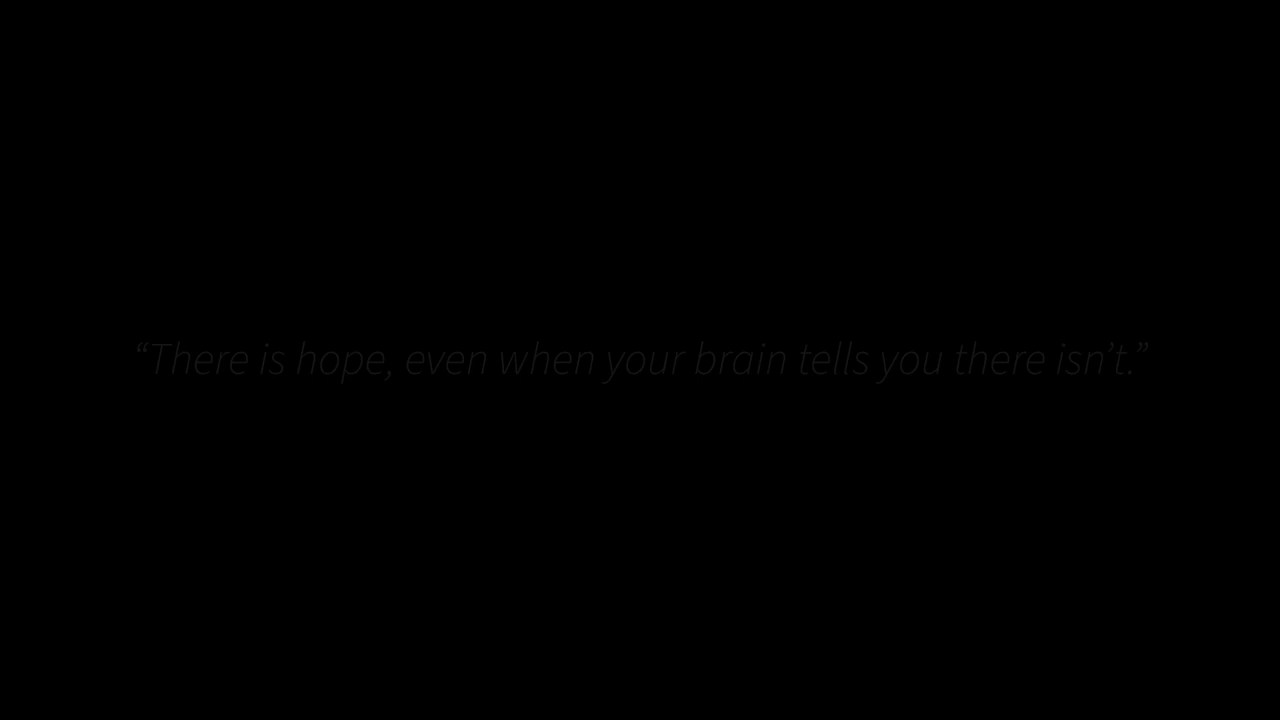 “There is hope, even when your brain tells you there isn’t.”